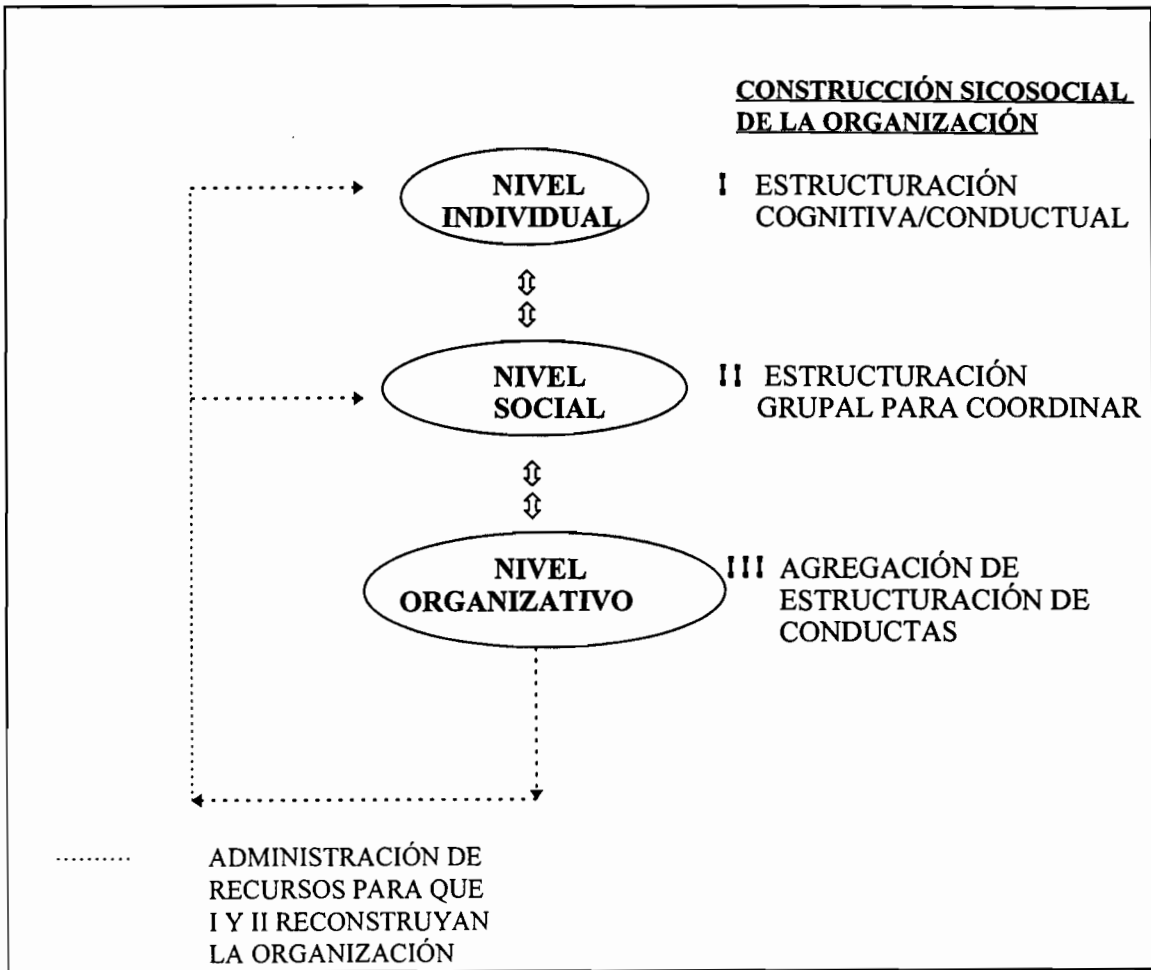 CONSTRUCCIÓN SICOSOCIAL
DE LA ORGANIZACIÓN
NIVEL
INDIVIDUAL
I ESTRUCTURACIÓN
COGNITIVA/CONDUCTUAL
NIVEL
SOCIAL
II ESTRUCTURACIÓN
GRUPAL PARA COORDINAR
NIVEL
ORGANIZATIVO
III AGREGACIÓN DE
ESTRUCTURACIÓN DE
CONDUCTAS
.......... ADMINISTRACIÓN DE
RECURSOS PARA QUE
I Y II RECONSTRUYAN
LA ORGANIZACIÓN